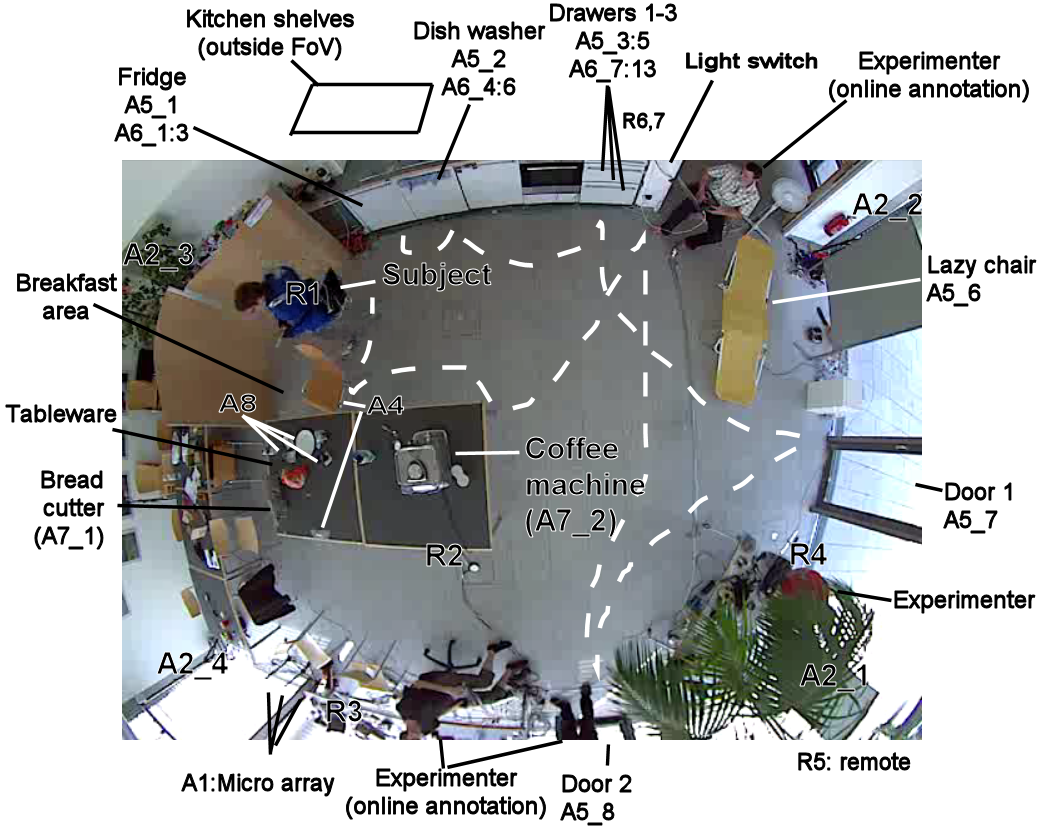 Kitchen shelves
(outside FoV)
Dish washer
A5_2
A6_4:6
Drawers 1-3
A5_3:5
A6_7:13
R6,7
Light switch
Experimenter
(online annotation)
Fridge
A5_1
A6_1:3
A2_3
A2_2
Subject
R1
Breakfast
area
Lazy chair
A5_6
A8
A4
Tableware
Coffee
machine
(A7_2)
Bread
cutter
(A7_1)
Door 1
A5_7
R2
R4
Experimenter
A2_4
A2_1
R3
A1:Micro array
Experimenter
(online annotation)
Door 2
A5_8
R5: remote